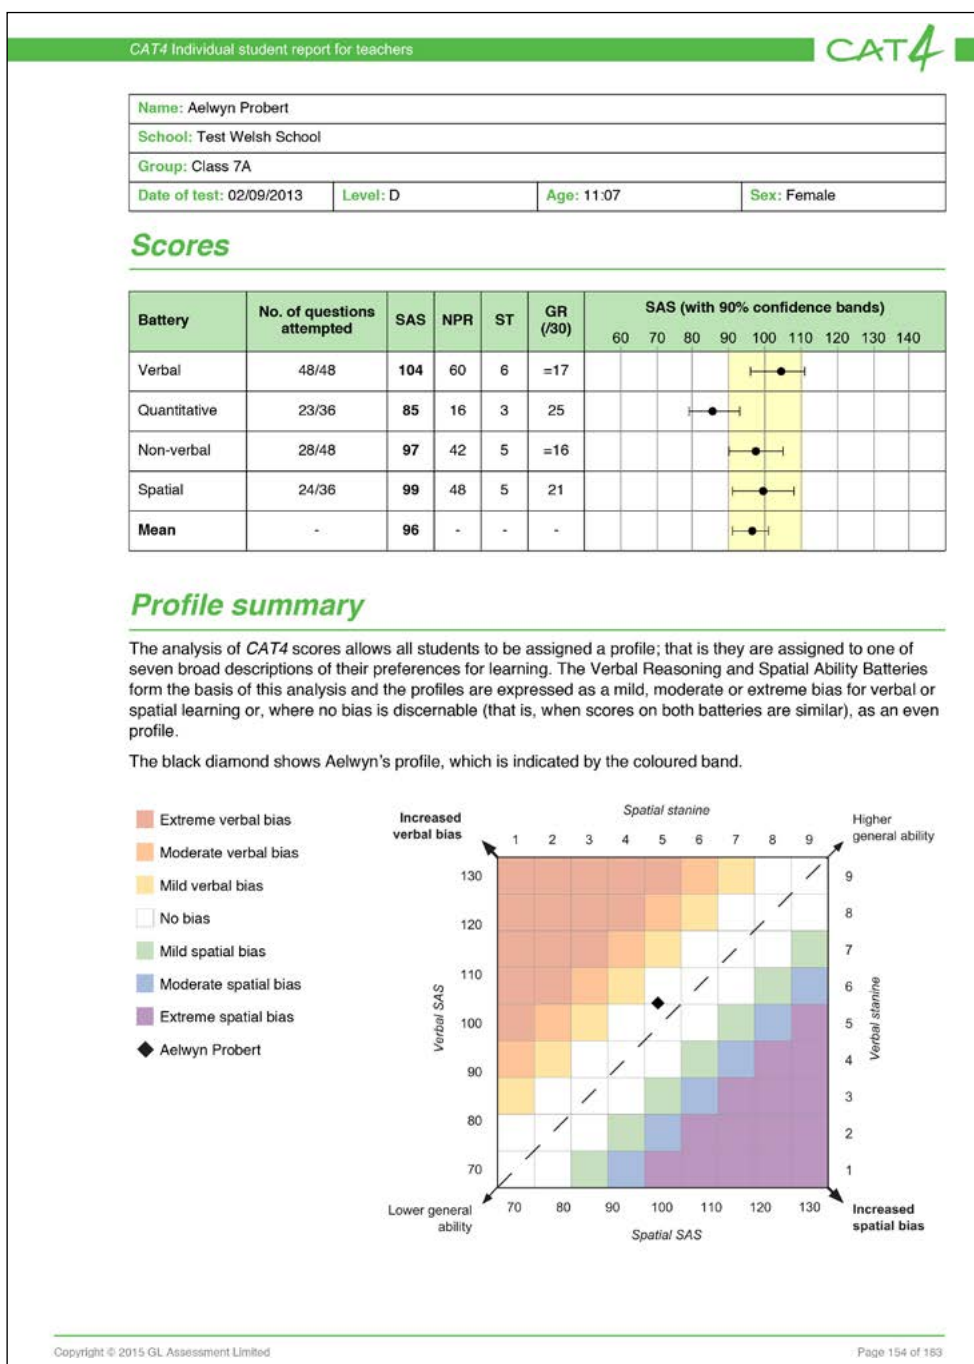 CAT4 Individual student report for teachers
CAT4
Name: Aelwyn Probert
School: Test Welsh School
Group: Class 7A
Date of test: 02/09/2013 Level: D Age: 11:07 Sex: Female
Scores
Battery No. of questions attempted SAS NPR ST GR (/30) SAS (with 90% confidence bands)
60 70 80 90 100 110 120 130 140
Verbal 48/48 104 60 6 =17
Quantitative 23/36 85 16 3 25
Non-verbal 28/48 97 42 5 =16
Spatial 24/36 99 48 5 21
Mean - 96 - - -
Profile summary
The analysis of CAT4 scores allows all students to be assigned a profile; that is they are assigned to one of
seven broad descriptions of their preferences for learning. The Verbal Reasoning and Spatial Ability Batteries
form the basis of this analysis and the profiles are expressed as a mild, moderate or extreme bias for verbal or
spatial learning or, where no bias is discernable (that is, when scores on both batteries are similar), as an even
profile.
The black diamond shows Aelwyn's profile, which is indicated by the coloured band.
Extreme verbal bias
Moderate verbal bias
Mild verbal bias
No bias
Mild spatial bias
Moderate spatial bias
Extreme spatial bias
Aelwyn Probert
Increased
verbal bias
Spatial stanine
1 2 3 4 5 6 7 8 9
Higher
general ability
130
120
110
100
90
80
70
Verbal SAS
9
8
7
6
5
4
3
2
1
Verbal stanine
Lower general
ability
70 80 90 100 110 120 130
Spatial SAS
Increased
spatial bias
Copyright © 2015 GL Assessment Limited
Page 154 of 183